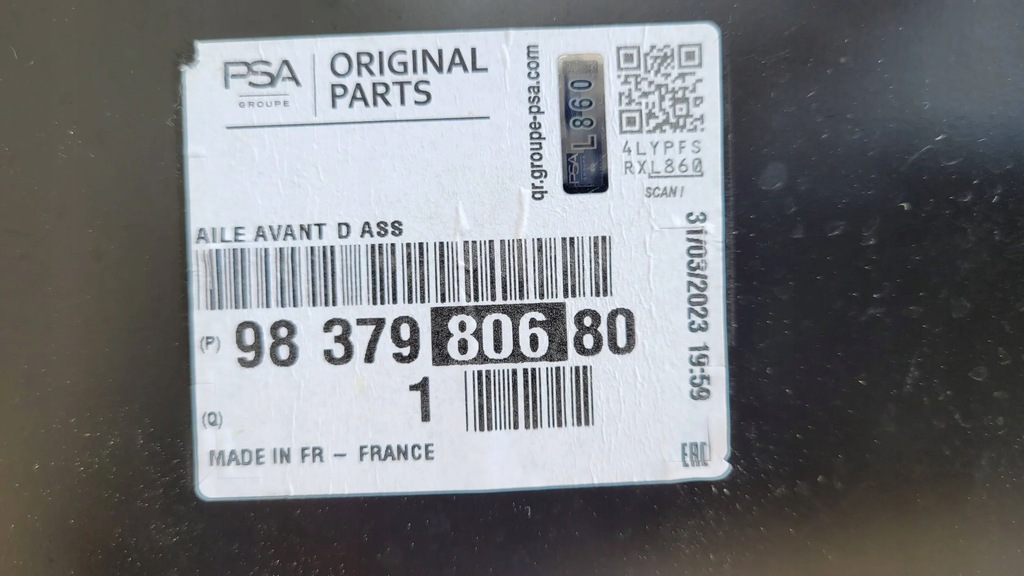 PSA
GROUPE
ORIGINAL
PARTS
qr.groupe-psa.com
PSA
L860
4LYPFS
RXL860
SCAN !
AILE AVANT D ASS
(P) 98 379 806 80
(Q) 1
MADE IN FR – FRANCE
31/03/2023 19:59
EAC